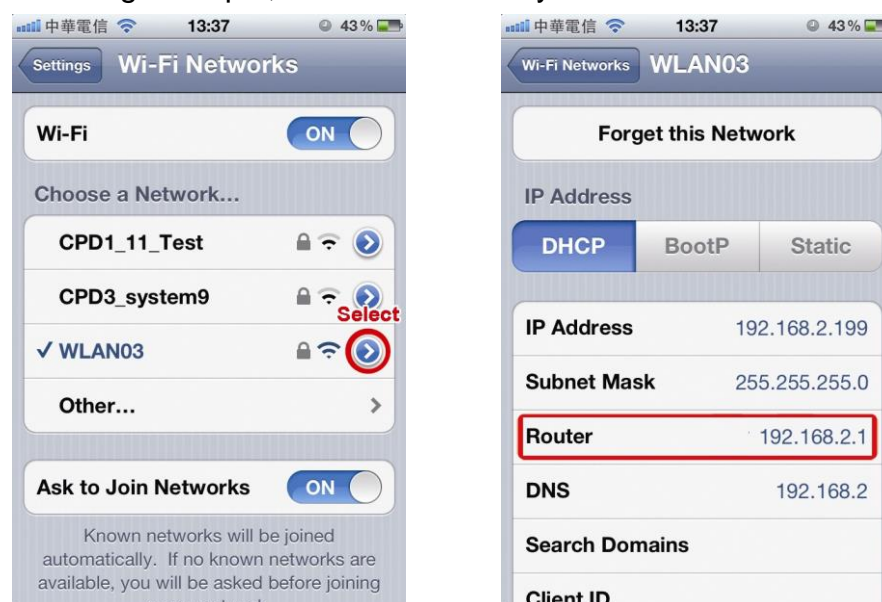 中華電信 13:37 43%
Settings Wi-Fi Networks
Wi-Fi ON
Choose a Network...
CPD1_11_Test
CPD3_system9
Select
✓ WLAN03
Other...
Ask to Join Networks ON
Known networks will be joined
automatically. If no known networks are
available, you will be asked before joining
中華電信 13:37 43%
Wi-Fi Networks WLAN03
Forget this Network
IP Address
DHCP BootP Static
IP Address 192.168.2.199
Subnet Mask 255.255.255.0
Router 192.168.2.1
DNS 192.168.2
Search Domains
Client ID